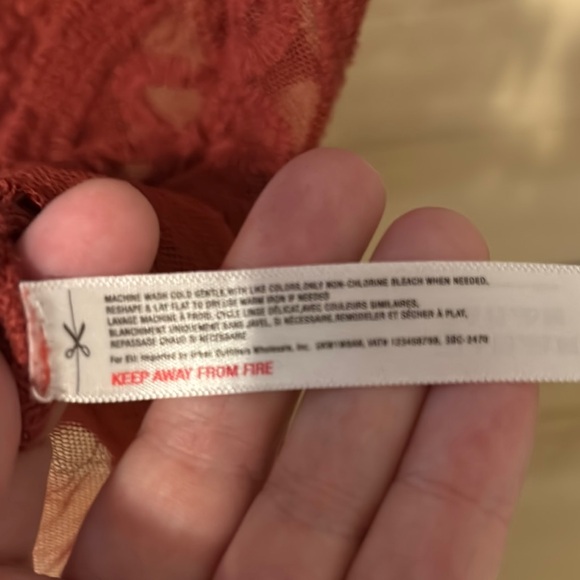 MACHINE WASH COLD GENTLE,WITH LIKE COLORS,ONLY NON-CHLORINE BLEACH WHEN NEEDED,
RESHAPE & LAY FLAT TO DRY,USE WARM IRON IF NEEDED
LAVAGE MACHINE À FROID, CYCLE LINGE DÉLICAT,AVEC COULEURS SIMILAIRES,
BLANCHIMENT UNIQUEMENT SANS JAVEL, SI NÉCESSAIRE,REMODELER ET SÉCHER À PLAT,
REPASSAGE CHAUD SI NÉCESSAIRE
For EU: Imported by Urban Outfitters Wholesale, Inc.
KEEP AWAY FROM FIRE